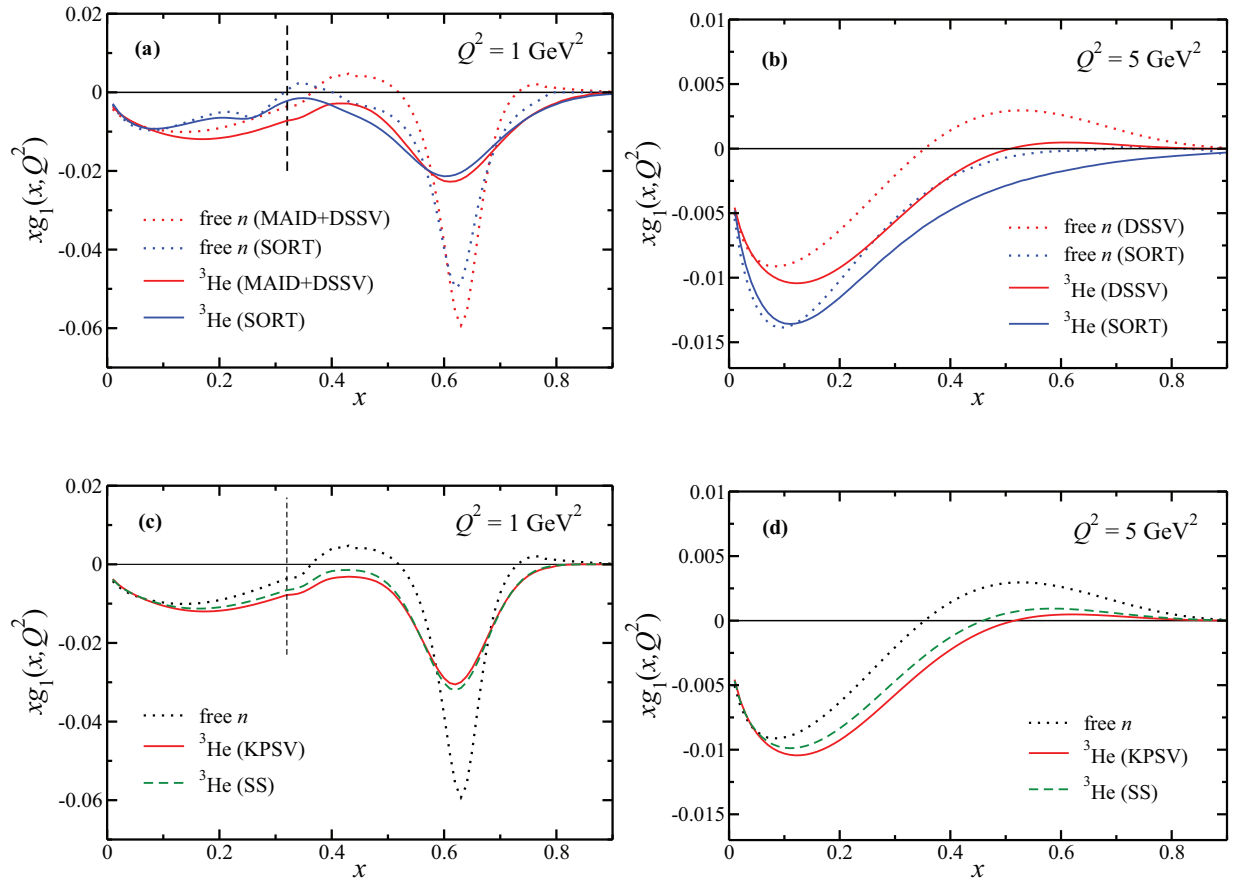 (a)
Q² = 1 GeV²
xg₁(x,Q²)
0.02
0
-0.02
-0.04
-0.06
free n (MAID+DSSV)
free n (SORT)
³He (MAID+DSSV)
³He (SORT)
0 0.2 0.4 0.6 0.8
x
(b)
Q² = 5 GeV²
xg₁(x,Q²)
0.01
0.005
0
-0.005
-0.01
-0.015
free n (DSSV)
free n (SORT)
³He (DSSV)
³He (SORT)
0 0.2 0.4 0.6 0.8
x
(c)
Q² = 1 GeV²
xg₁(x,Q²)
0.02
0
-0.02
-0.04
-0.06
free n
³He (KPSV)
³He (SS)
0 0.2 0.4 0.6 0.8
x
(d)
Q² = 5 GeV²
xg₁(x,Q²)
0.01
0.005
0
-0.005
-0.01
-0.015
free n
³He (KPSV)
³He (SS)
0 0.2 0.4 0.6 0.8
x